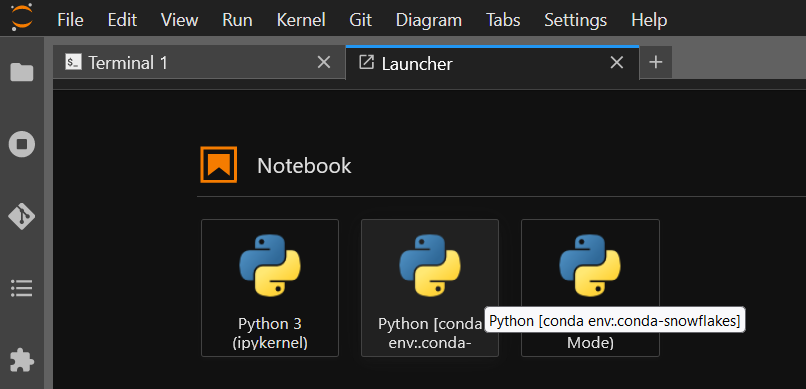 File Edit View Run Kernel Git Diagram Tabs Settings Help
$_ Terminal 1
Launcher
Notebook
Python 3
(ipykernel)
Python [conda
env:.conda-
Python [conda env:.conda-snowflakes]
Mode)